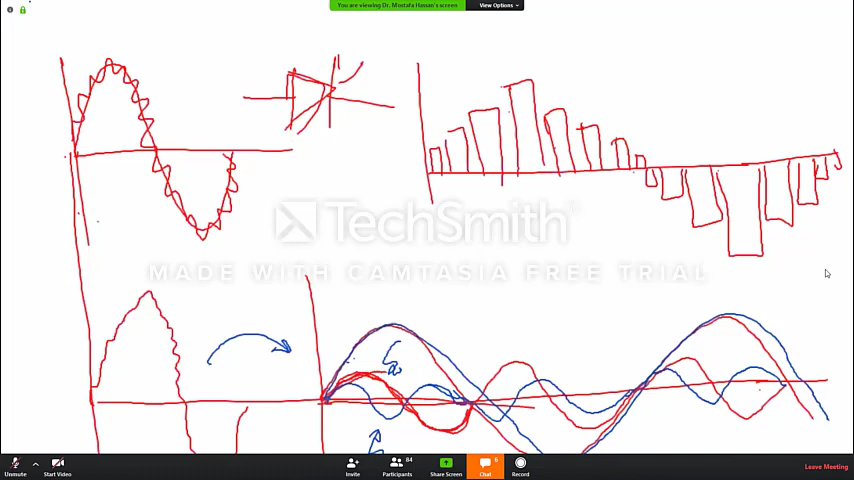 You are viewing Dr. Mostafa Hanan's screen
View Options
TechSmith®
MADE WITH CAMTASIA FREE TRIAL
Unmute
Start Video
Invite
84
Participants
Share Screen
6
Chat
Record
Leave Meeting